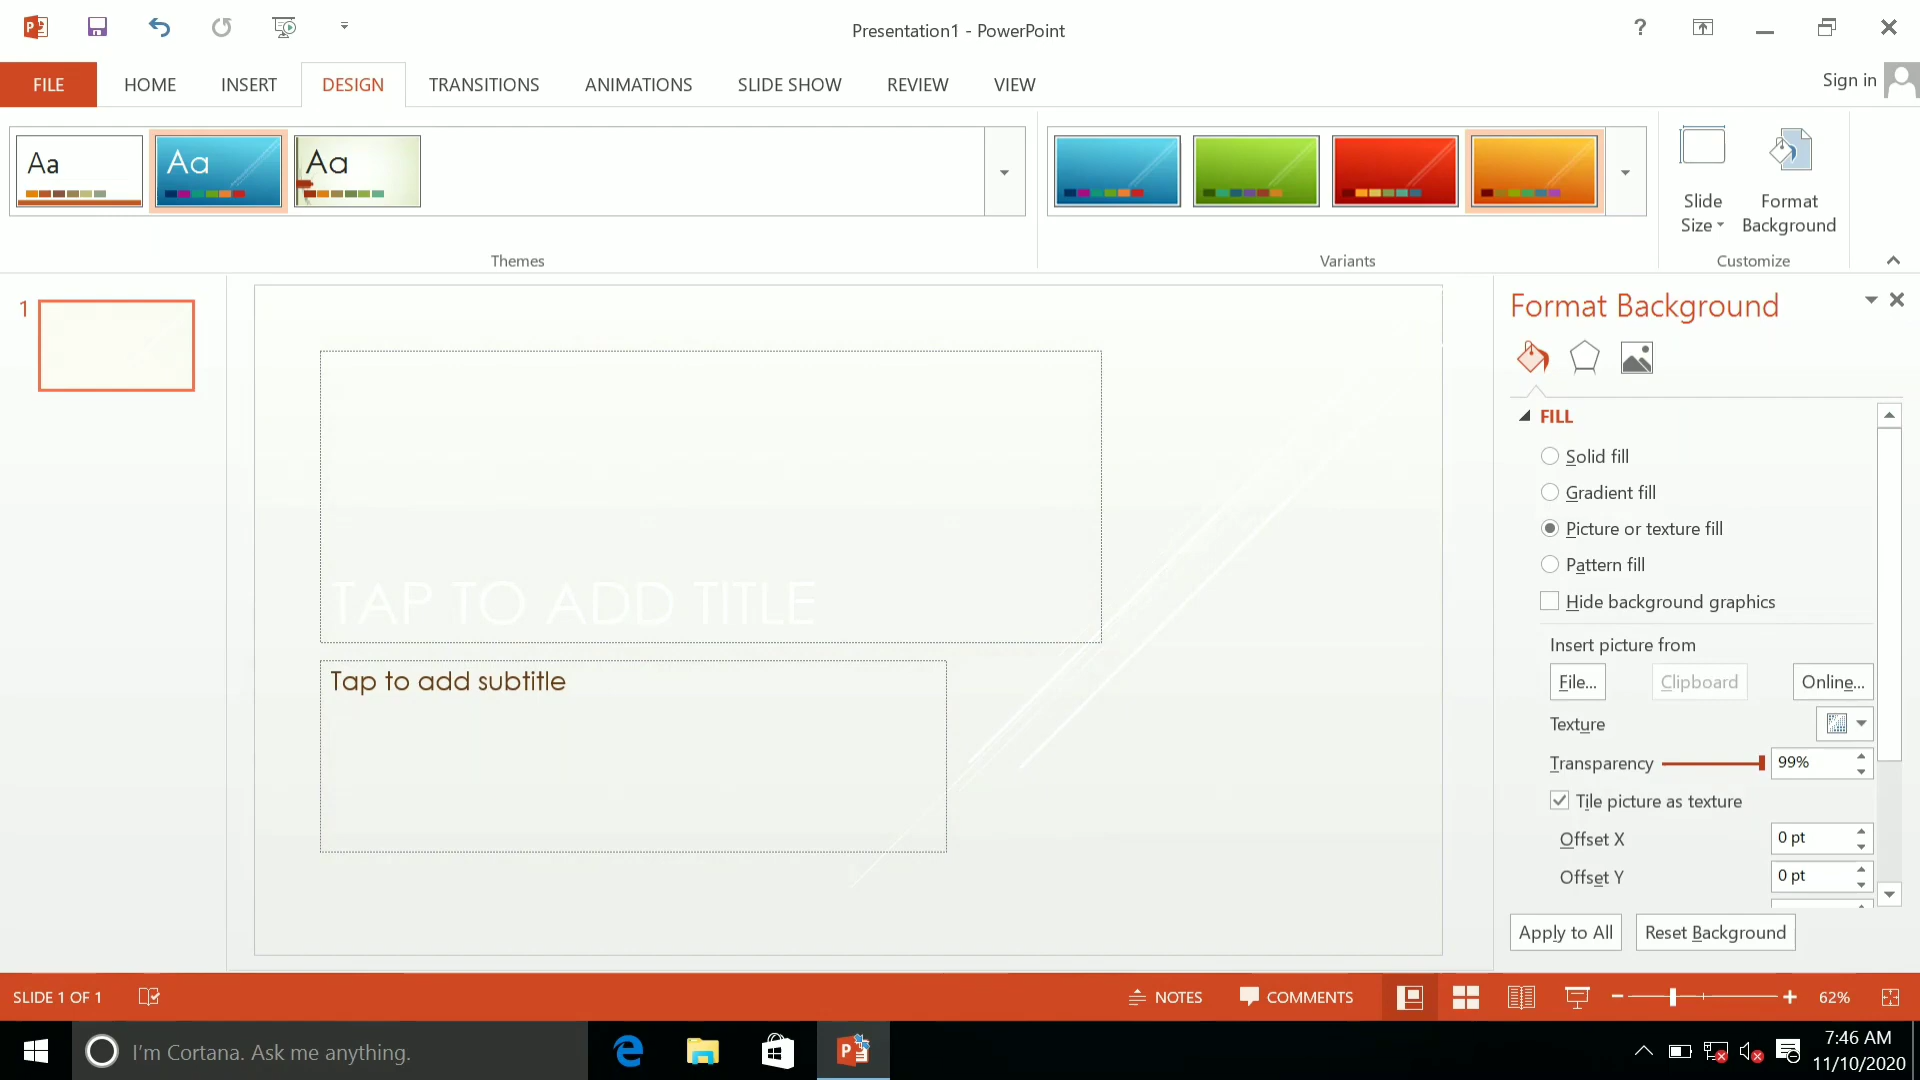 Presentation1 - PowerPoint
?
FILE
HOME
INSERT
DESIGN
TRANSITIONS
ANIMATIONS
SLIDE SHOW
REVIEW
VIEW
Sign in
Aa
Aa
Aa
Slide
Size
Format
Background
Themes
Variants
Customize
1
TAP TO ADD TITLE
Tap to add subtitle
Format Background
FILL
Solid fill
Gradient fill
Picture or texture fill
Pattern fill
Hide background graphics
Insert picture from
File...
Clipboard
Online...
Texture
Transparency
99%
Tile picture as texture
Offset X
0 pt
Offset Y
0 pt
Apply to All
Reset Background
SLIDE 1 OF 1
NOTES
COMMENTS
62%
I'm Cortana. Ask me anything.
7:46 AM
11/10/2020